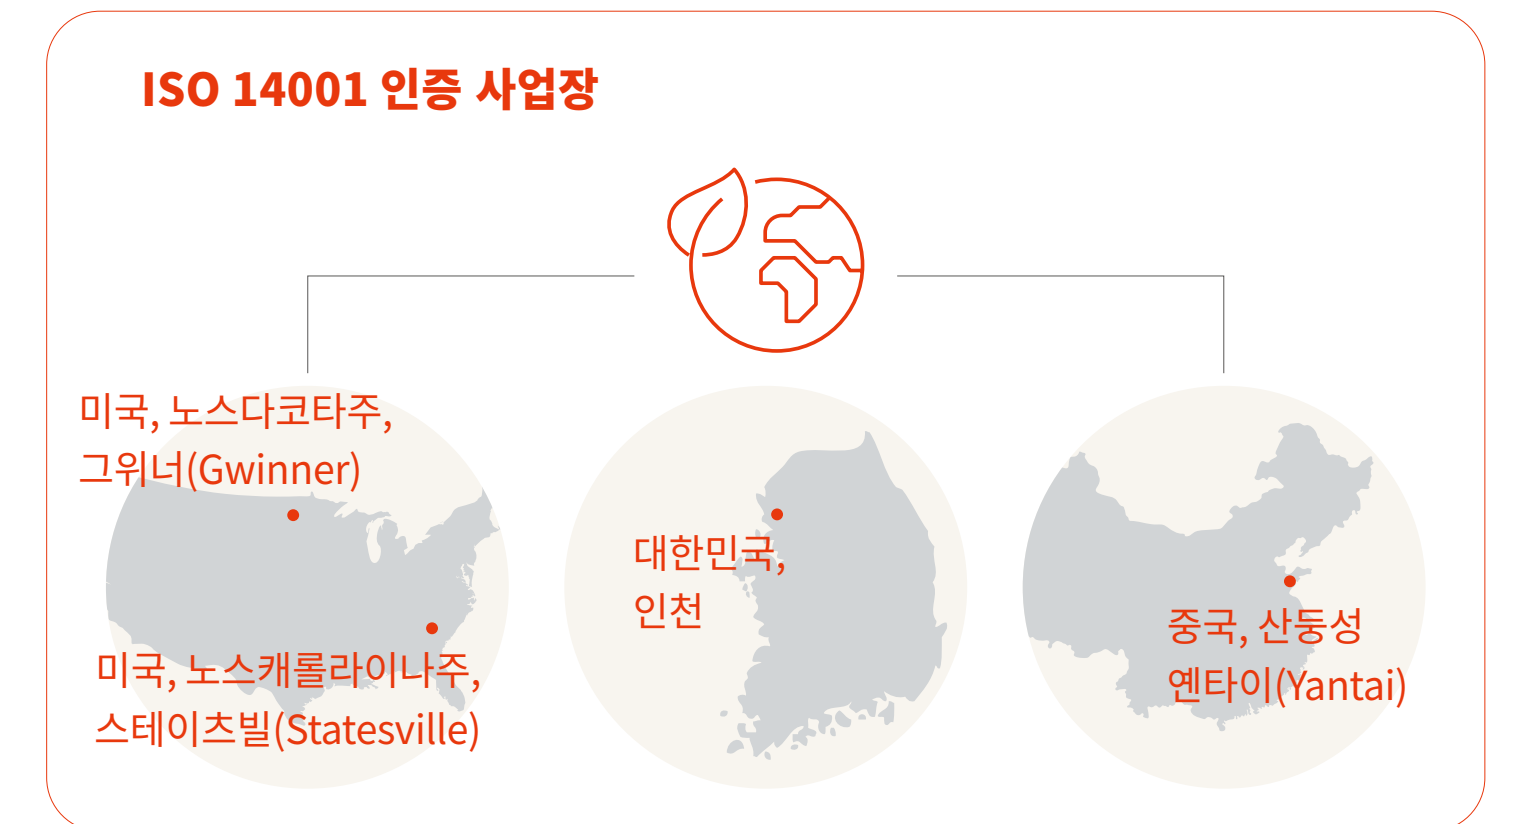 ISO 14001 인증 사업장
미국, 노스다코타주,
그위너(Gwinner)
미국, 노스캐롤라이나주,
스테이츠빌(Statesville)
대한민국,
인천
중국, 산둥성
옌타이(Yantai)